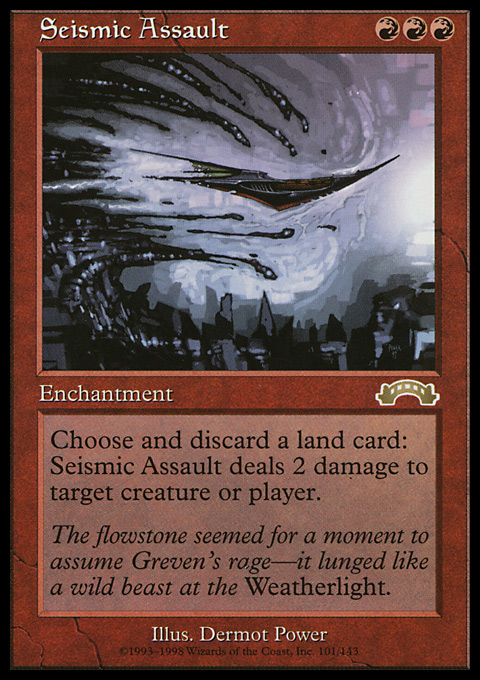 Seismic Assault
Enchantment
Choose and discard a land card:
Seismic Assault deals 2 damage to
target creature or player.
The flowstone seemed for a moment to
assume Greven's rage—it lunged like
a wild beast at the Weatherlight.
Illus. Dermot Power
©1993–1998 Wizards of the Coast, Inc. 101/143